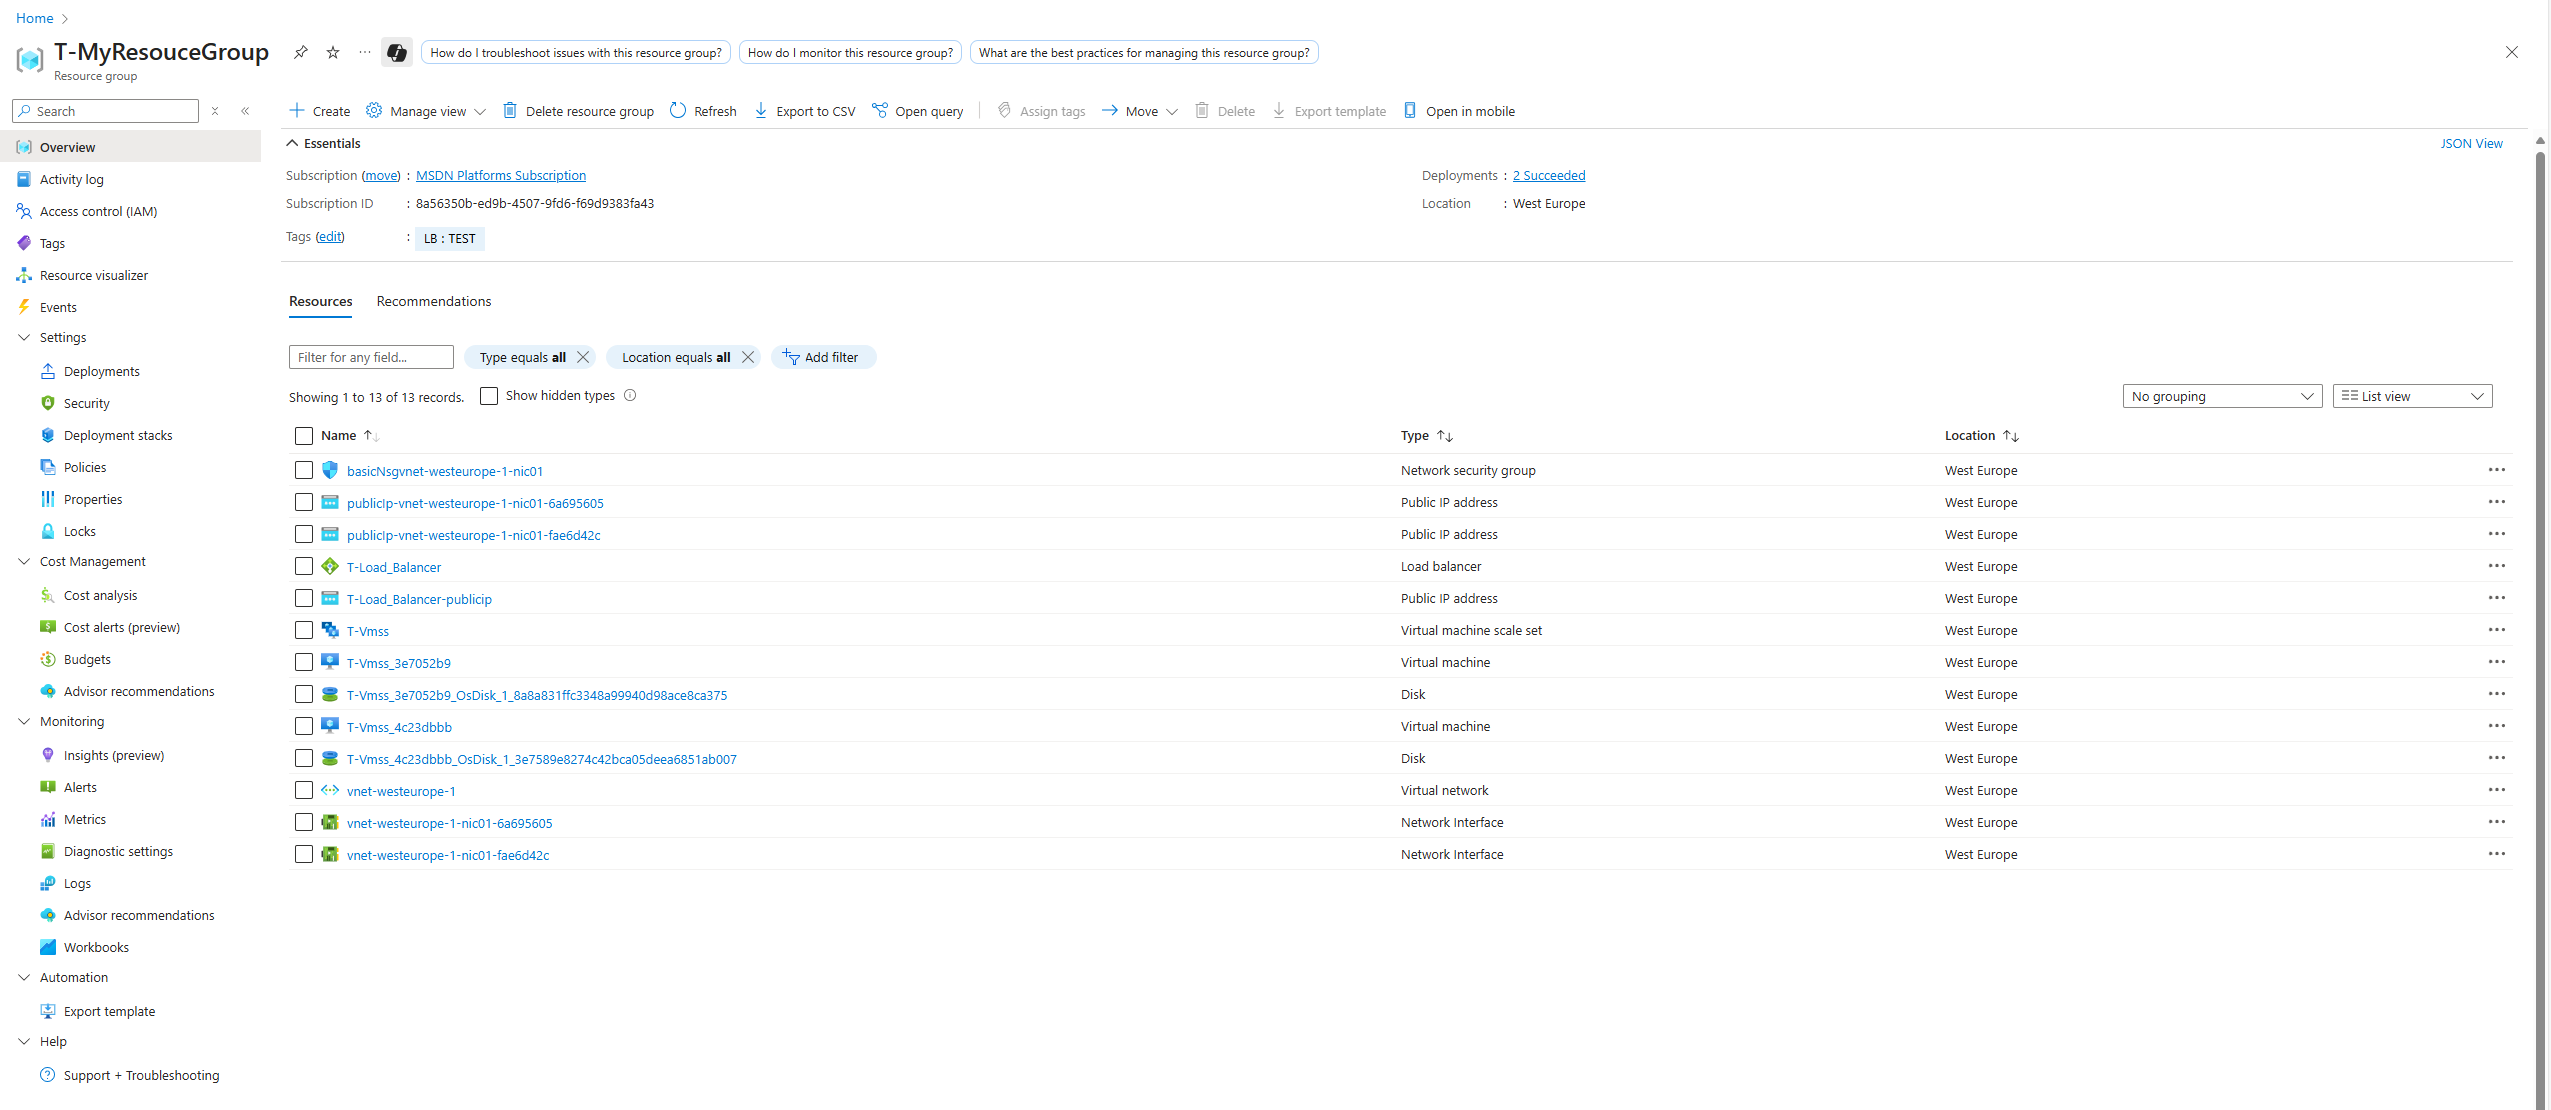 Home
T-MyResouceGroup
How do I troubleshoot issues with this resource group? How do I monitor this resource group? What are the best practices for managing this resource group?
Resource group
Search
Create Manage view Delete resource group Refresh Export to CSV Open query Assign tags Move Delete Export template Open in mobile
Overview
Activity log
Access control (IAM)
Tags
Resource visualizer
Events
Settings
Deployments
Security
Deployment stacks
Policies
Properties
Locks
Cost Management
Cost analysis
Cost alerts (preview)
Budgets
Advisor recommendations
Monitoring
Insights (preview)
Alerts
Metrics
Diagnostic settings
Logs
Advisor recommendations
Workbooks
Automation
Export template
Help
Support + Troubleshooting
Essentials
JSON View
Subscription (move) : MSDN Platforms Subscription
Subscription ID : 8a56350b-ed9b-4507-9fd6-f69d9383fa43
Tags (edit) : LB : TEST
Deployments : 2 Succeeded
Location : West Europe
Resources Recommendations
Filter for any field... Type equals all Location equals all Add filter
Showing 1 to 13 of 13 records. Show hidden types No grouping List view
Name Type Location
basicNsgvnet-westeurope-1-nic01 Network security group West Europe
publicIp-vnet-westeurope-1-nic01-6a695605 Public IP address West Europe
publicIp-vnet-westeurope-1-nic01-fae6d42c Public IP address West Europe
T-Load_Balancer Load balancer West Europe
T-Load_Balancer-publicip Public IP address West Europe
T-Vmss Virtual machine scale set West Europe
T-Vmss_3e7052b9 Virtual machine West Europe
T-Vmss_3e7052b9_OsDisk_1_8a8a831ffc3348a99940d98ace8ca375 Disk West Europe
T-Vmss_4c23dbbb Virtual machine West Europe
T-Vmss_4c23dbbb_OsDisk_1_3e7589e8274c42bca05deea6851ab007 Disk West Europe
vnet-westeurope-1 Virtual network West Europe
vnet-westeurope-1-nic01-6a695605 Network Interface West Europe
vnet-westeurope-1-nic01-fae6d42c Network Interface West Europe